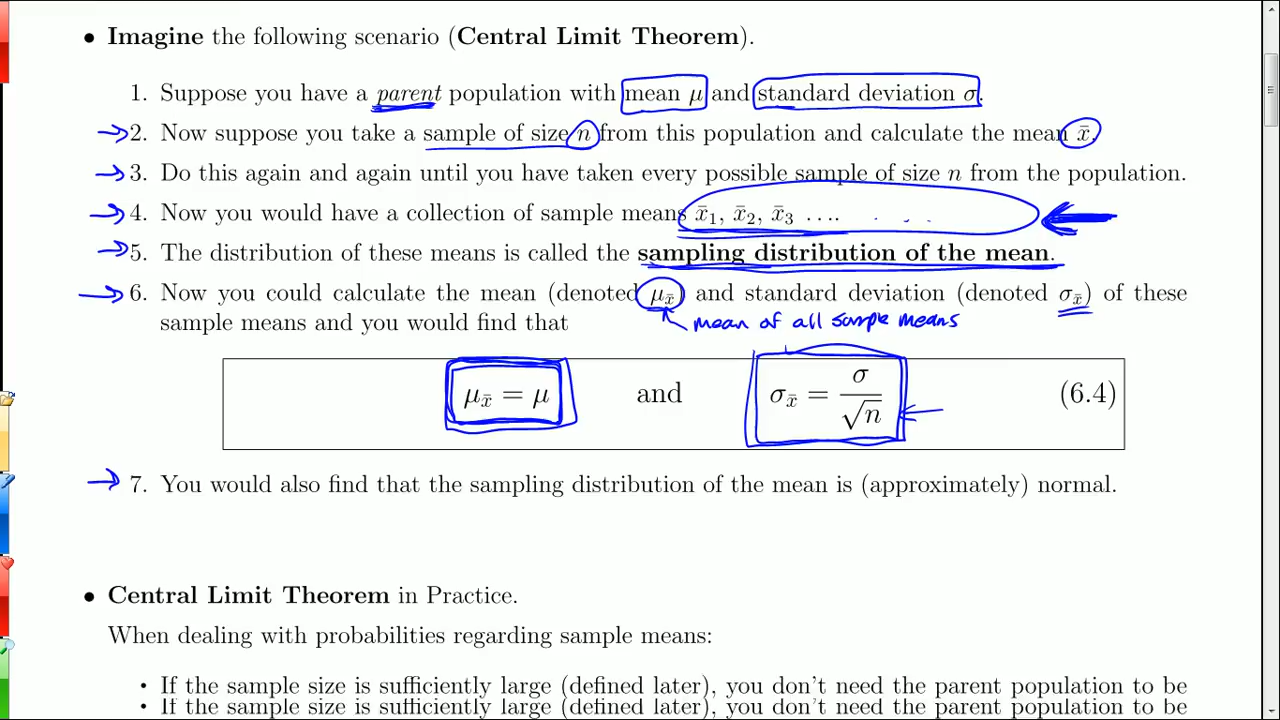 • Imagine the following scenario (Central Limit Theorem).
1. Suppose you have a parent population with mean μ and standard deviation σ.
2. Now suppose you take a sample of size n from this population and calculate the mean x̄.
3. Do this again and again until you have taken every possible sample of size n from the population.
4. Now you would have a collection of sample means x̄₁, x̄₂, x̄₃ ....
5. The distribution of these means is called the sampling distribution of the mean.
6. Now you could calculate the mean (denoted μ_x̄) and standard deviation (denoted σ_x̄) of these
sample means and you would find that
mean of all sample means
μ_x̄ = μ and σ_x̄ = σ/√n (6.4)
7. You would also find that the sampling distribution of the mean is (approximately) normal.
• Central Limit Theorem in Practice.
When dealing with probabilities regarding sample means:
• If the sample size is sufficiently large (defined later), you don't need the parent population to be
• If the sample size is sufficiently large (defined later), you don't need the parent population to be